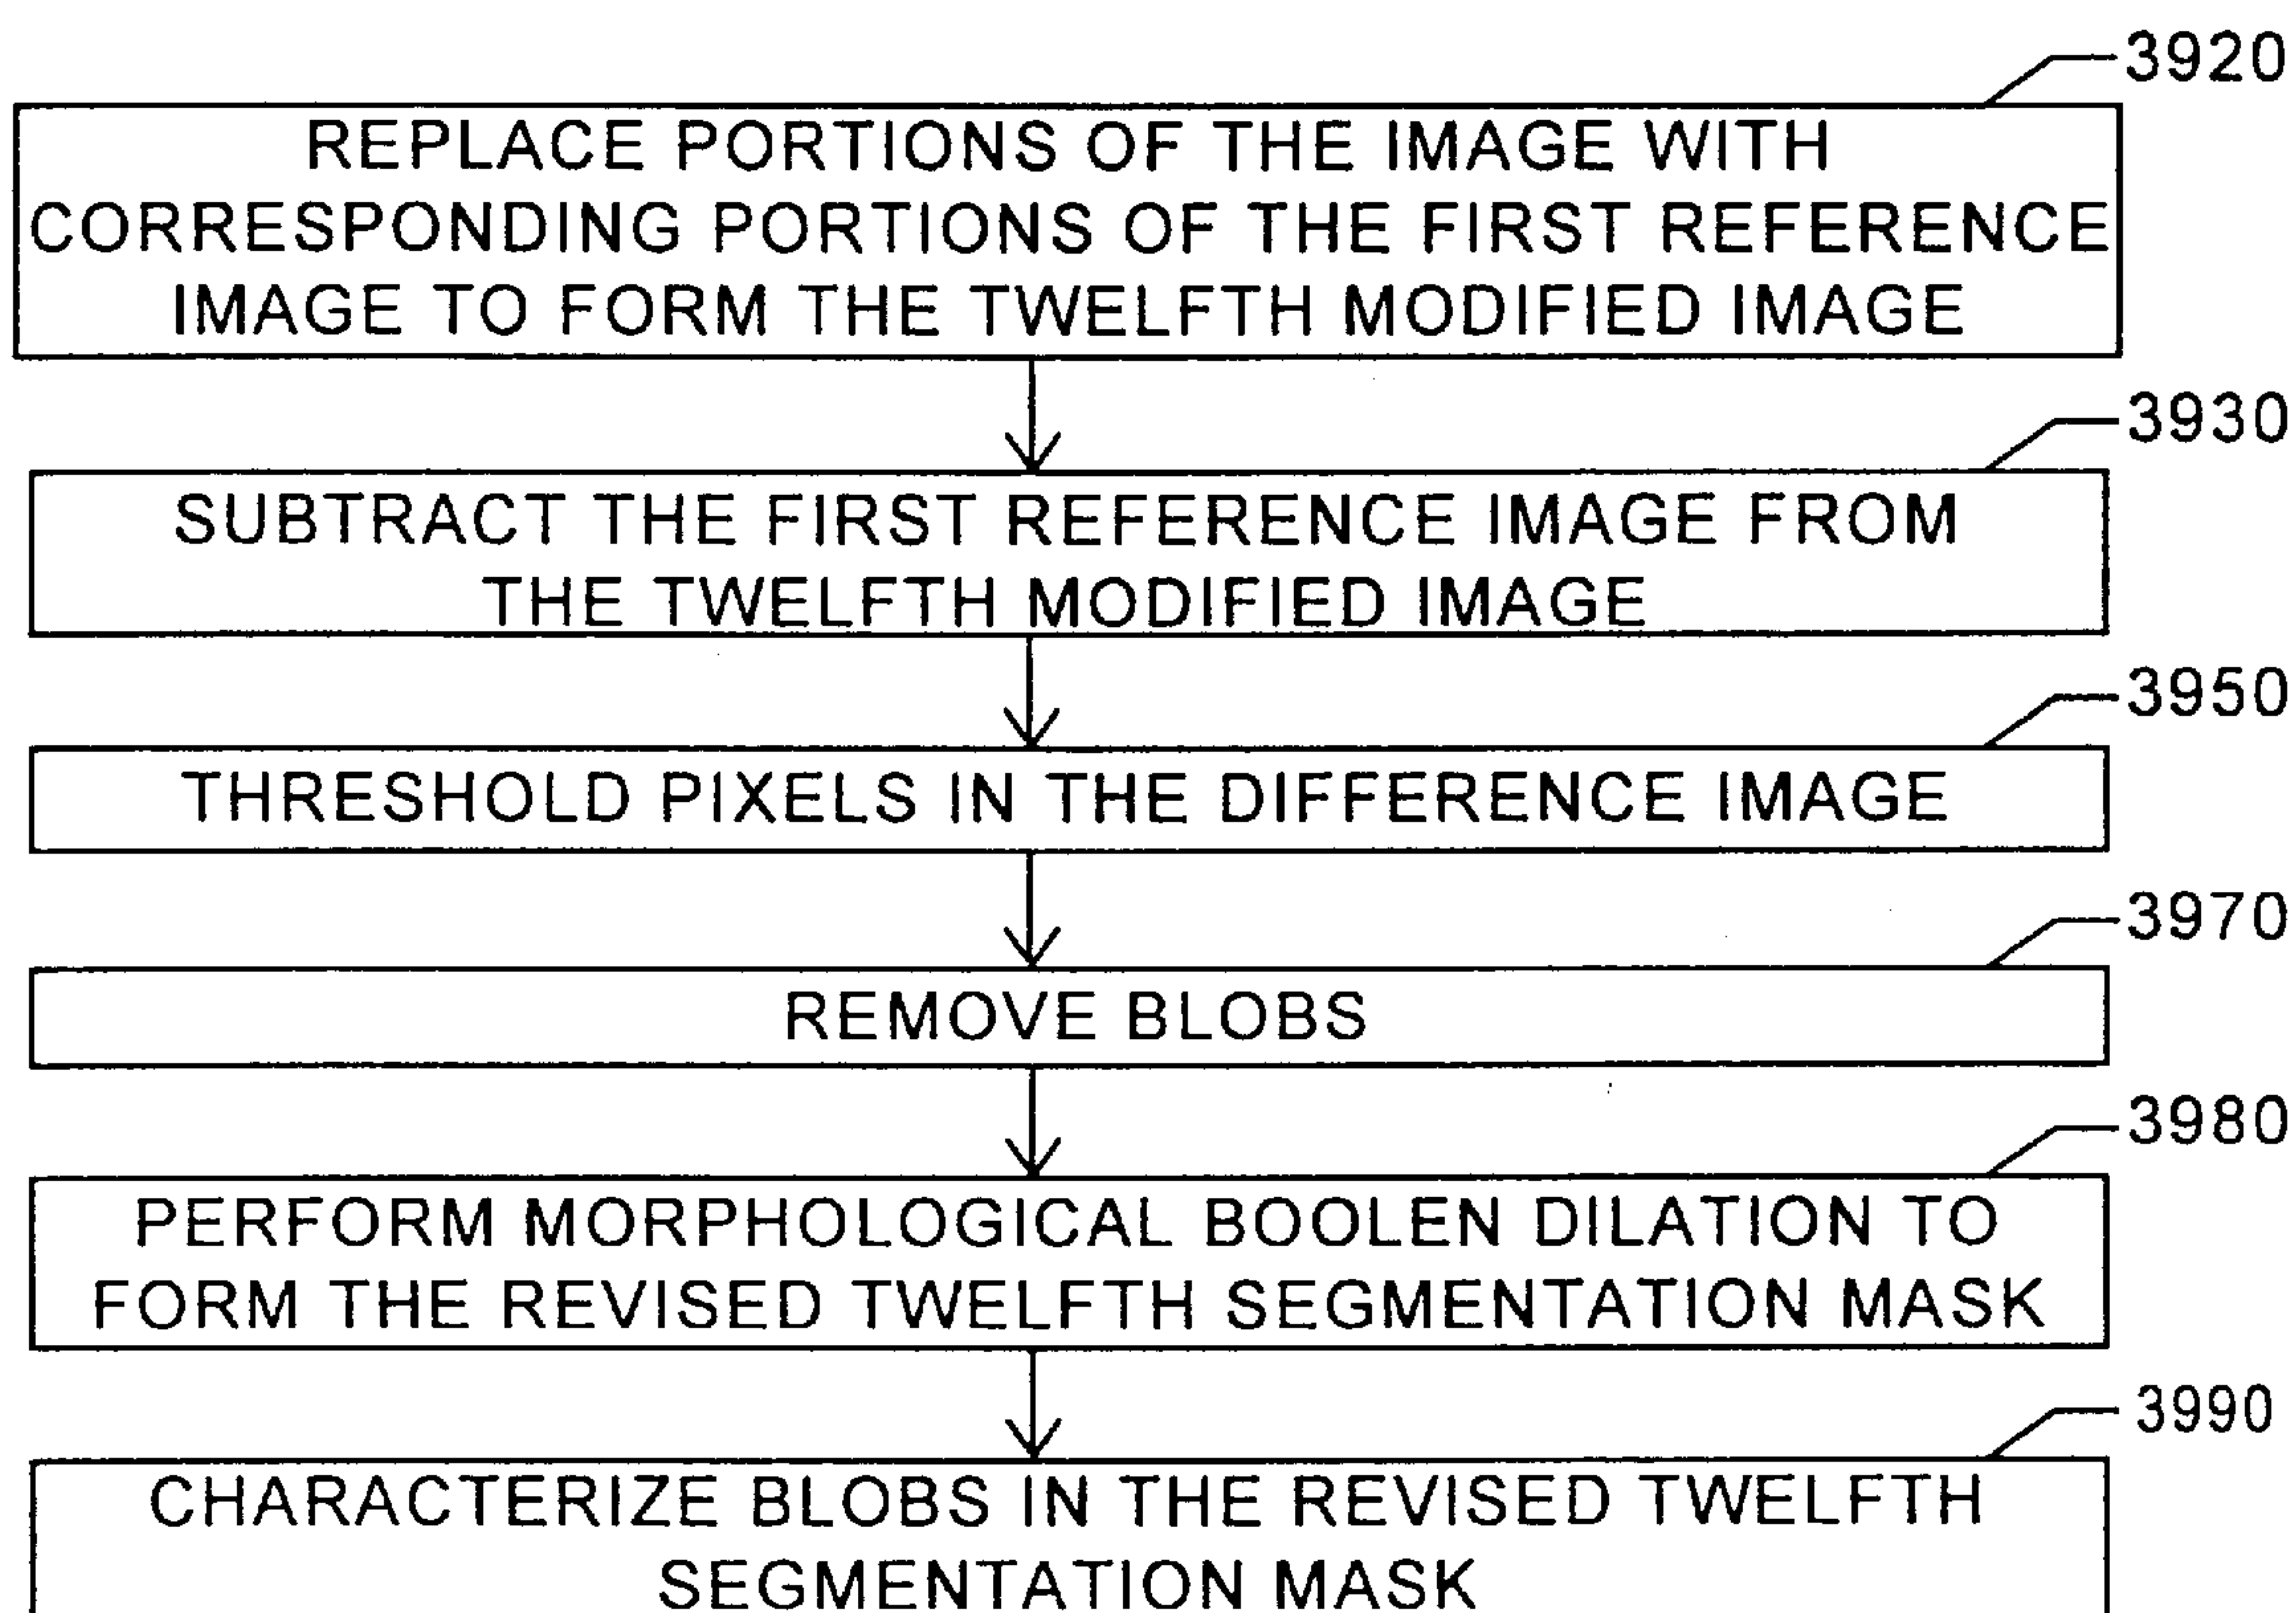 3920
REPLACE PORTIONS OF THE IMAGE WITH
CORRESPONDING PORTIONS OF THE FIRST REFERENCE
IMAGE TO FORM THE TWELFTH MODIFIED IMAGE
3930
SUBTRACT THE FIRST REFERENCE IMAGE FROM
THE TWELFTH MODIFIED IMAGE
3950
THRESHOLD PIXELS IN THE DIFFERENCE IMAGE
3970
REMOVE BLOBS
3980
PERFORM MORPHOLOGICAL BOOLEN DILATION TO
FORM THE REVISED TWELFTH SEGMENTATION MASK
3990
CHARACTERIZE BLOBS IN THE REVISED TWELFTH
SEGMENTATION MASK